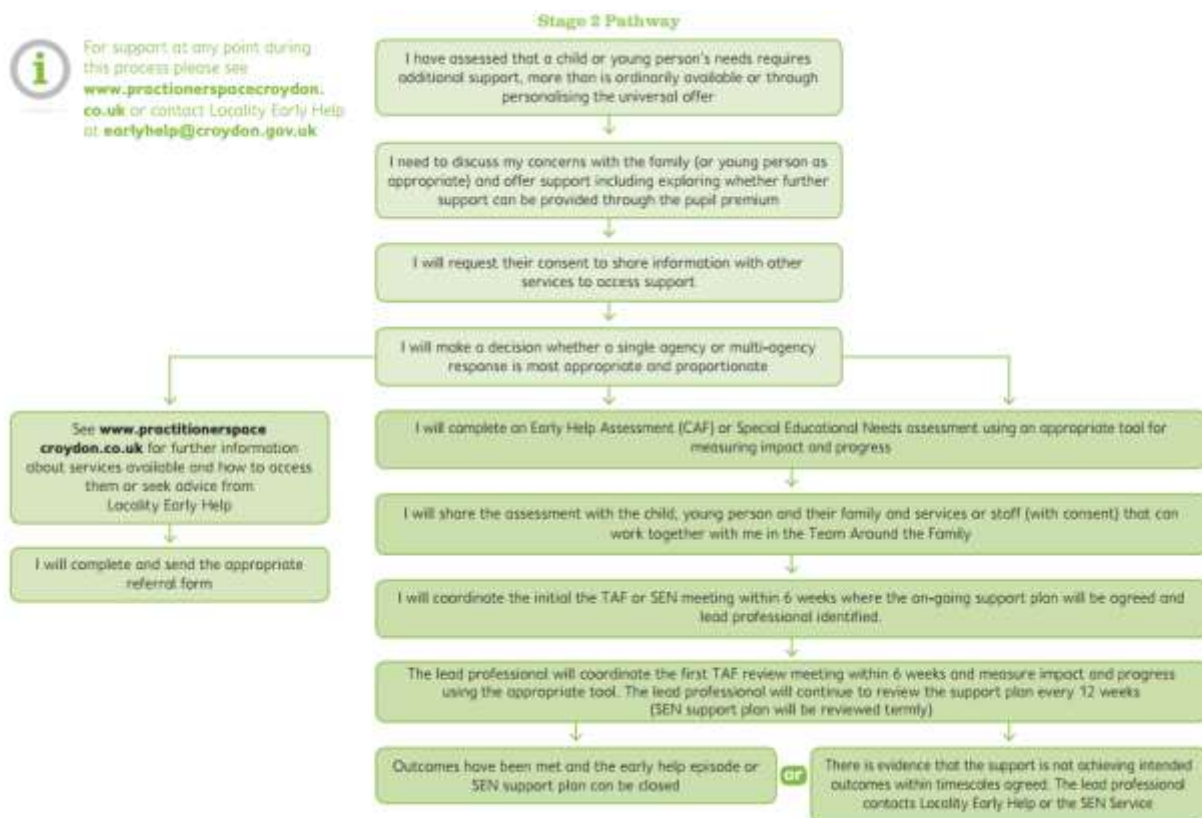 Stage 2 Pathway
For support at any point during
this process please see
www.practionerspacecroydon.
co.uk or contact Locality Early Help
at earlyhelp@croydon.gov.uk
i
I have assessed that a child or young person's needs requires
additional support, more than is ordinarily available or through
personalising the universal offer
I need to discuss my concerns with the family (or young person as
appropriate) and offer support including exploring whether further
support can be provided through the pupil premium
I will request their consent to share information with other
services to access support
I will make a decision whether a single agency or multi-agency
response is most appropriate and proportionate
See www.practitionerspace
croydon.co.uk for further information
about services available and how to access
them or seek advice from
Locality Early Help
I will complete and send the appropriate
referral form
I will complete an Early Help Assessment (CAF) or Special Educational Needs assessment using an appropriate tool for
measuring impact and progress
I will share the assessment with the child, young person and their family and services or staff (with consent) that can
work together with me in the Team Around the Family
I will coordinate the initial the TAF or SEN meeting within 6 weeks where the on-going support plan will be agreed and
lead professional identified.
The lead professional will coordinate the first TAF review meeting within 6 weeks and measure impact and progress
using the appropriate tool. The lead professional will continue to review the support plan every 12 weeks
(SEN support plan will be reviewed termly)
Outcomes have been met and the early help episode or
SEN support plan can be closed
or
There is evidence that the support is not achieving intended
outcomes within timescales agreed. The lead professional
contacts Locality Early Help or the SEN Service